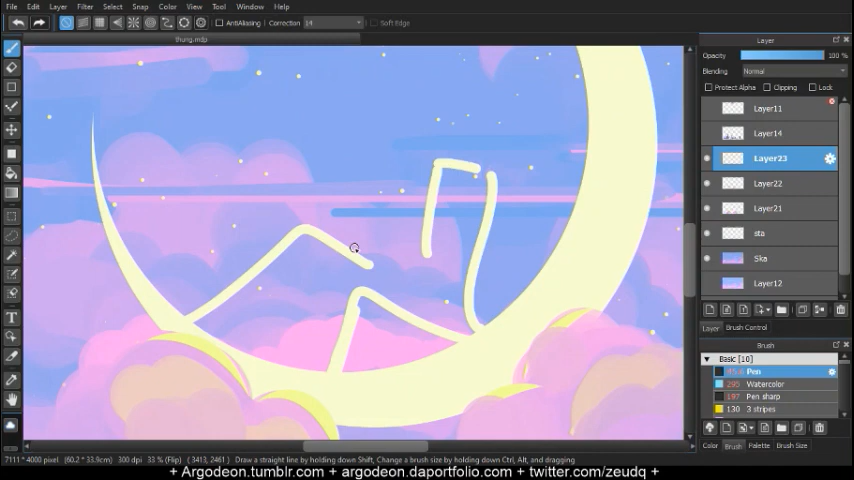 File Edit Layer Filter Select Snap Color View Tool Window Help
AntiAliasing Correction 14 Soft Edge
thung.mdp
Layer
Opacity 100 %
Blending Normal
Protect Alpha Clipping Lock
Layer11
Layer14
Layer23
Layer22
Layer21
sta
Ska
Layer12
Layer Brush Control
Brush
Basic [10]
45.6 Pen
295 Watercolor
197 Pen sharp
130 3 stripes
Color Brush Palette Brush Size
7111 * 4000 pixel (60.2 * 33.9cm) 300 dpi 33 % (Flip) (3413, 2461) Draw a straight line by holding down Shift, Change a brush size by holding down Ctrl, Alt, and dragging
+ Argodeon.tumblr.com + argodeon.daportfolio.com + twitter.com/zeudq +